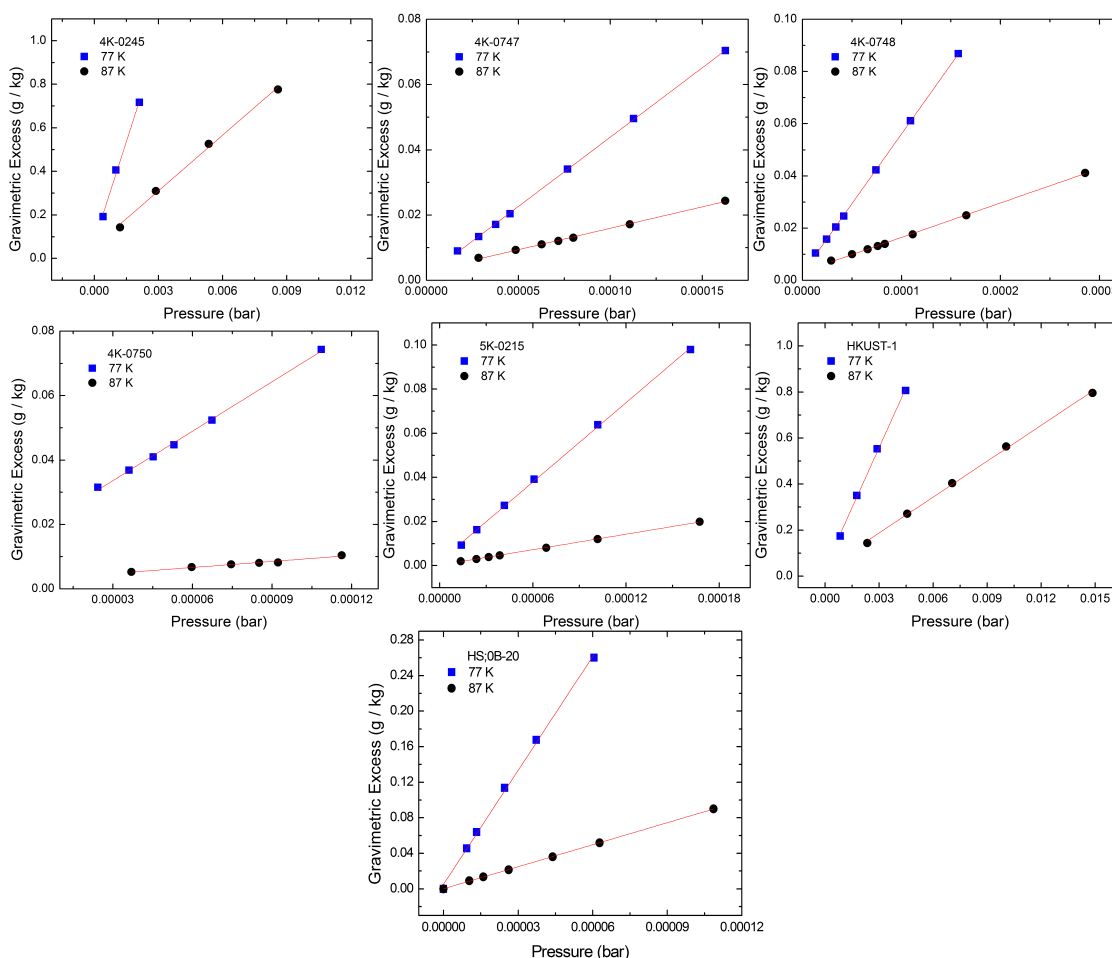 4K-0245
77 K
87 K
1.0
0.8
0.6
0.4
0.2
0.0
0.000 0.003 0.006 0.009 0.012
Pressure (bar)
Gravimetric Excess (g / kg)
4K-0747
77 K
87 K
0.08
0.06
0.04
0.02
0.00
0.00000 0.00005 0.00010 0.00015
Pressure (bar)
Gravimetric Excess (g / kg)
4K-0748
77 K
87 K
0.10
0.08
0.06
0.04
0.02
0.00
0.0000 0.0001 0.0002
Pressure (bar)
Gravimetric Excess (g / kg)
4K-0750
77 K
87 K
0.08
0.06
0.04
0.02
0.00
0.00003 0.00006 0.00009 0.00012
Pressure (bar)
Gravimetric Excess (g / kg)
5K-0215
77 K
87 K
0.10
0.08
0.06
0.04
0.02
0.00
0.00000 0.00006 0.00012 0.00018
Pressure (bar)
Gravimetric Excess (g / kg)
HKUST-1
77 K
87 K
1.0
0.8
0.6
0.4
0.2
0.0
0.000 0.003 0.006 0.009 0.012 0.015
Pressure (bar)
Gravimetric Excess (g / kg)
HS;0B-20
77 K
87 K
0.28
0.24
0.20
0.16
0.12
0.08
0.04
0.00
0.00000 0.00003 0.00006 0.00009 0.00012
Pressure (bar)
Gravimetric Excess (g / kg)